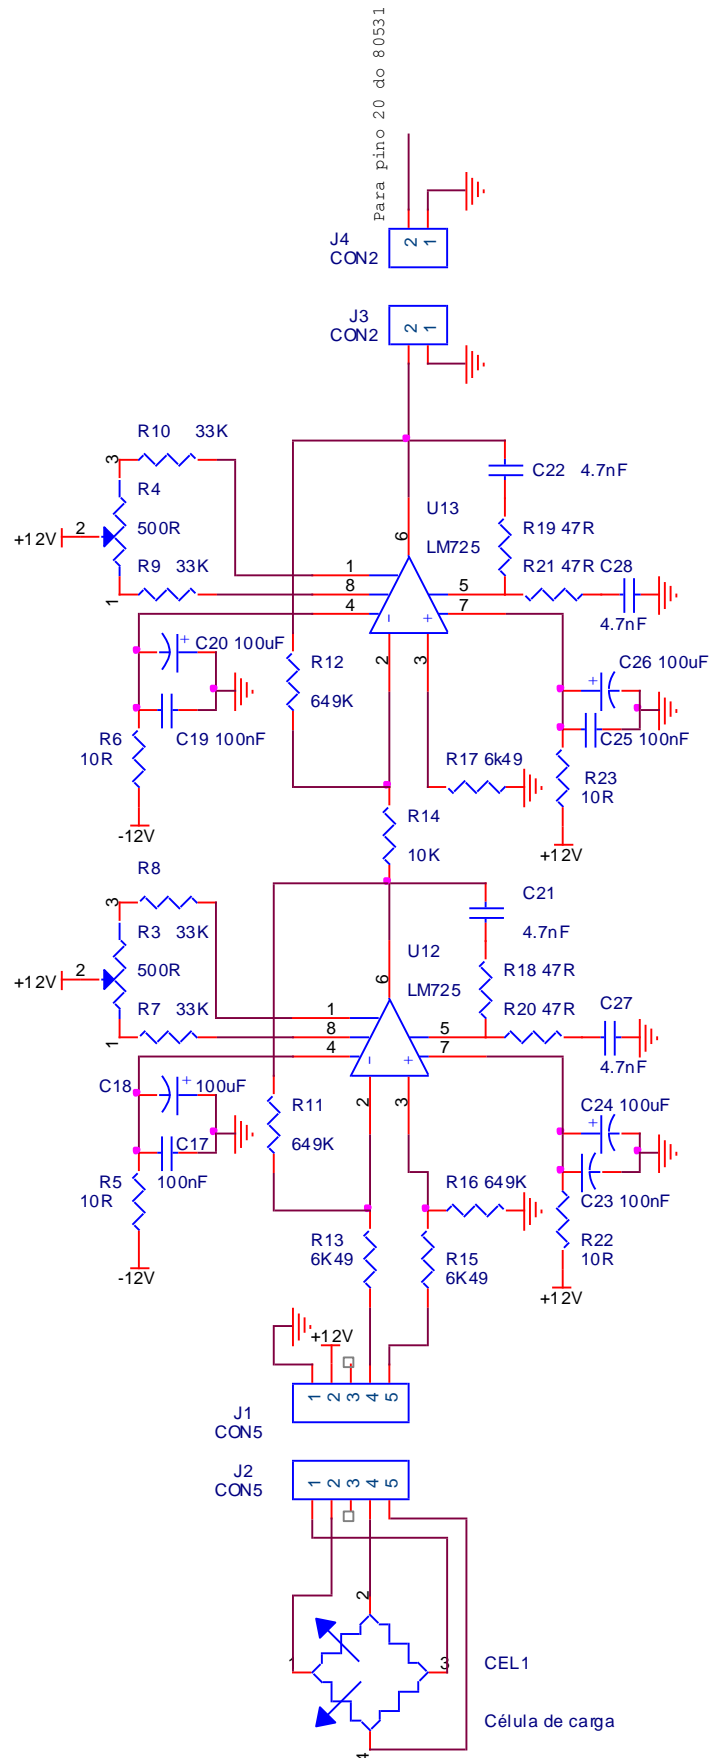 Para pino 20 do 80531
J4
CON2
2 1
J3
CON2
2 1
R10 33K
3
R4
500R
+12V 2
R9 33K
1
C22 4.7nF
U13
LM725
6
R19 47R
R21 47R C28
4.7nF
1
8
4
5
7
- +
2 3
C20 + 100uF
C19 100nF
R6
10R
-12V
R12
649K
C26 100uF
+
C25 100nF
R23
10R
+12V
R17 6k49
R14
10K
R8
3
R3 33K
500R
+12V 2
R7 33K
1
C21
4.7nF
U12
LM725
6
R18 47R
R20 47R C27
4.7nF
1
8
4
5
7
- +
2 3
C18 + 100uF
C17
100nF
R5
10R
-12V
R11
649K
C24 100uF
+
C23 100nF
R22
10R
+12V
R16 649K
R13
6K49
R15
6K49
+12V
1 2 3 4 5
J1
CON5
J2
CON5
1 2 3 4 5
2
1
3
4
CEL1
Célula de carga